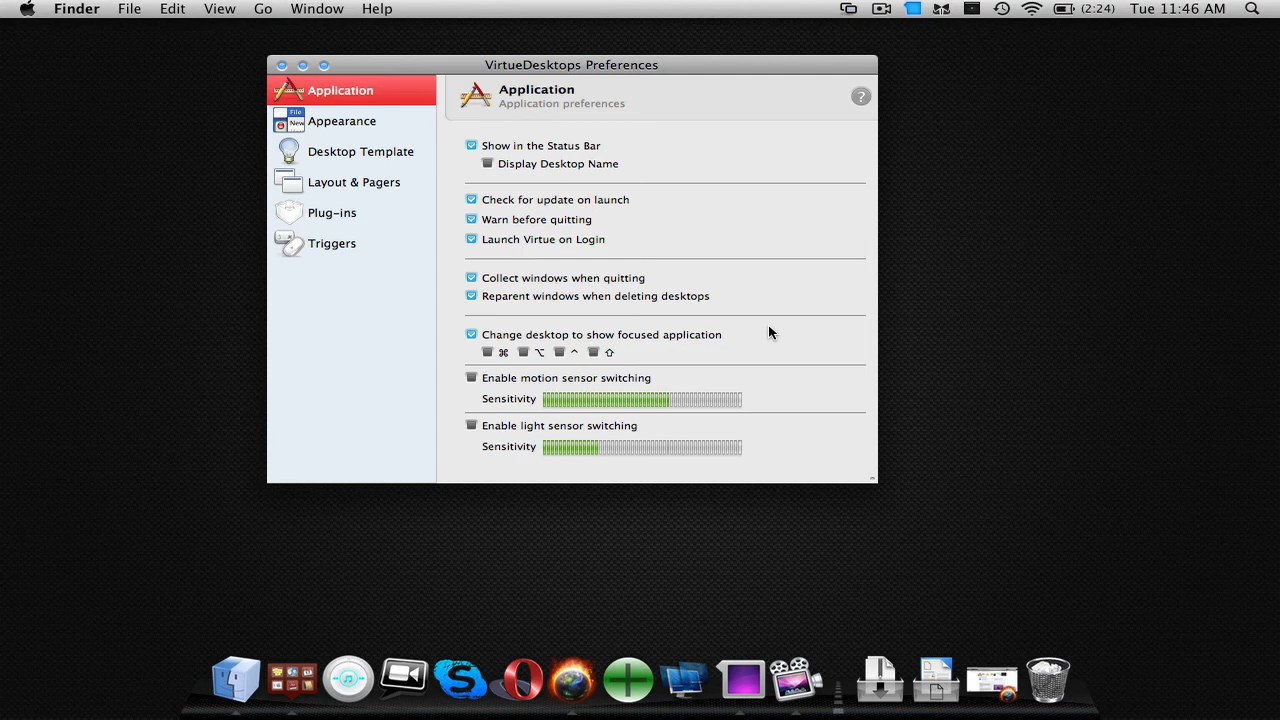 Finder File Edit View Go Window Help (2:24) Tue 11:46 AM
VirtueDesktops Preferences
Application
Appearance
Desktop Template
Layout & Pagers
Plug-ins
Triggers
Application
Application preferences
?
Show in the Status Bar
Display Desktop Name
Check for update on launch
Warn before quitting
Launch Virtue on Login
Collect windows when quitting
Reparent windows when deleting desktops
Change desktop to show focused application
⌘ ⌥ ^ ⇧
Enable motion sensor switching
Sensitivity
Enable light sensor switching
Sensitivity